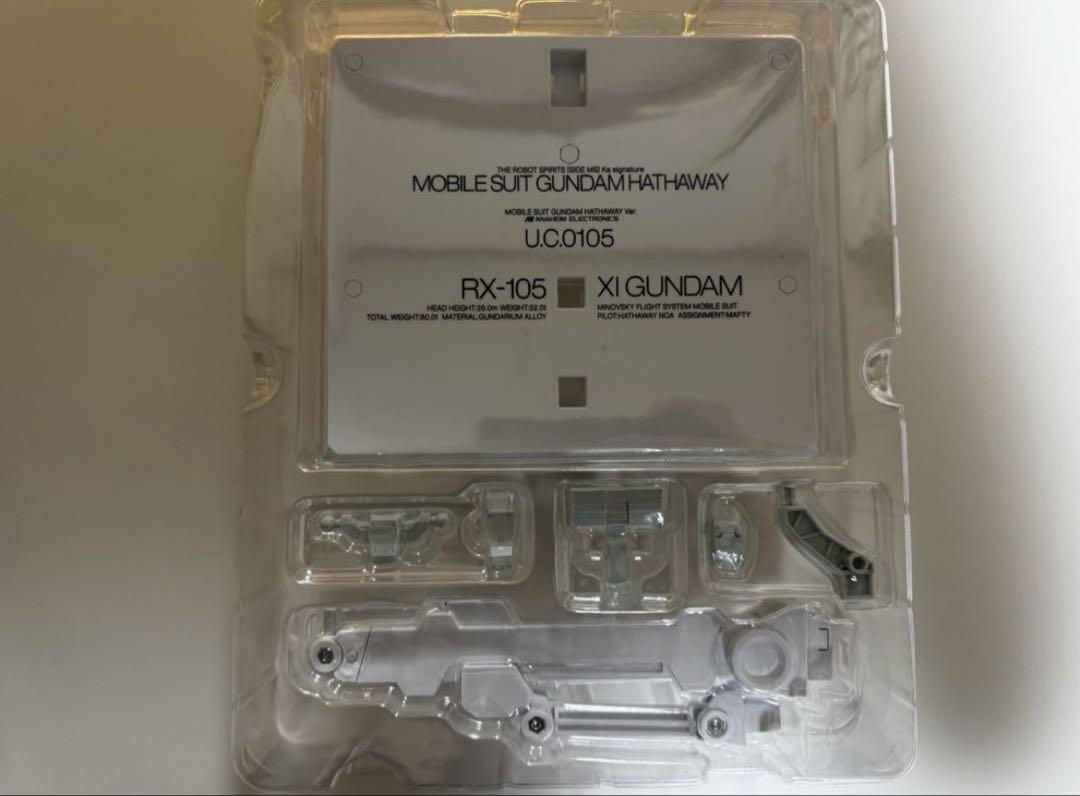 THE ROBOT SPIRITS [SIDE MS] Ka signature
MOBILE SUIT GUNDAM HATHAWAY
MOBILE SUIT GUNDAM HATHAWAY Ver.
ANAHEIM ELECTRONICS
U.C.0105
RX-105
HEAD HEIGHT:26.0m WEIGHT:32.0t
TOTAL WEIGHT:80.0t MATERIAL:GUNDARIUM ALLOY
XI GUNDAM
MINOVSKY FLIGHT SYSTEM MOBILE SUIT
PILOT:HATHAWAY NOA ASSIGNMENT:MAFTY